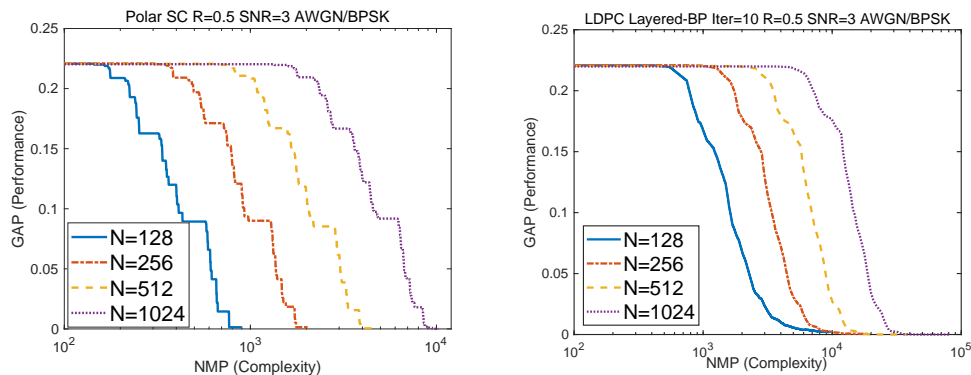 Polar SC R=0.5 SNR=3 AWGN/BPSK
GAP (Performance)
0.25
0.2
0.15
0.1
0.05
0
N=128
N=256
N=512
N=1024
10^2
10^3
10^4
NMP (Complexity)
LDPC Layered-BP Iter=10 R=0.5 SNR=3 AWGN/BPSK
GAP (Performance)
0.25
0.2
0.15
0.1
0.05
0
N=128
N=256
N=512
N=1024
10^2
10^3
10^4
10^5
NMP (Complexity)